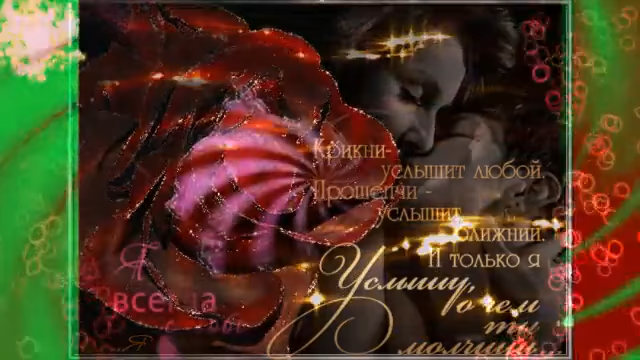 Крикни-
услышит любой.
Прошепчи -
услышит
ближний.
И только я
Услышу,
о чем
ты
молчишь
Я
всегда